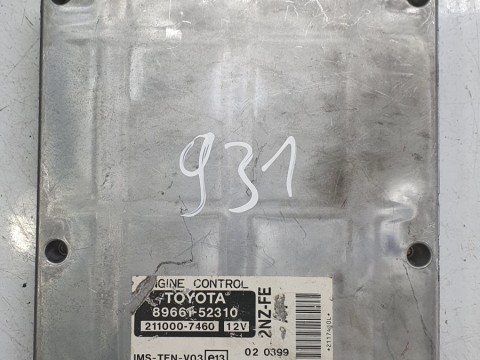 931
ENGINE CONTROL
TOYOTA
89661-52310
211000-7460 12V
2NZ-FE
IMS-TEN-V03 e13
02 0399